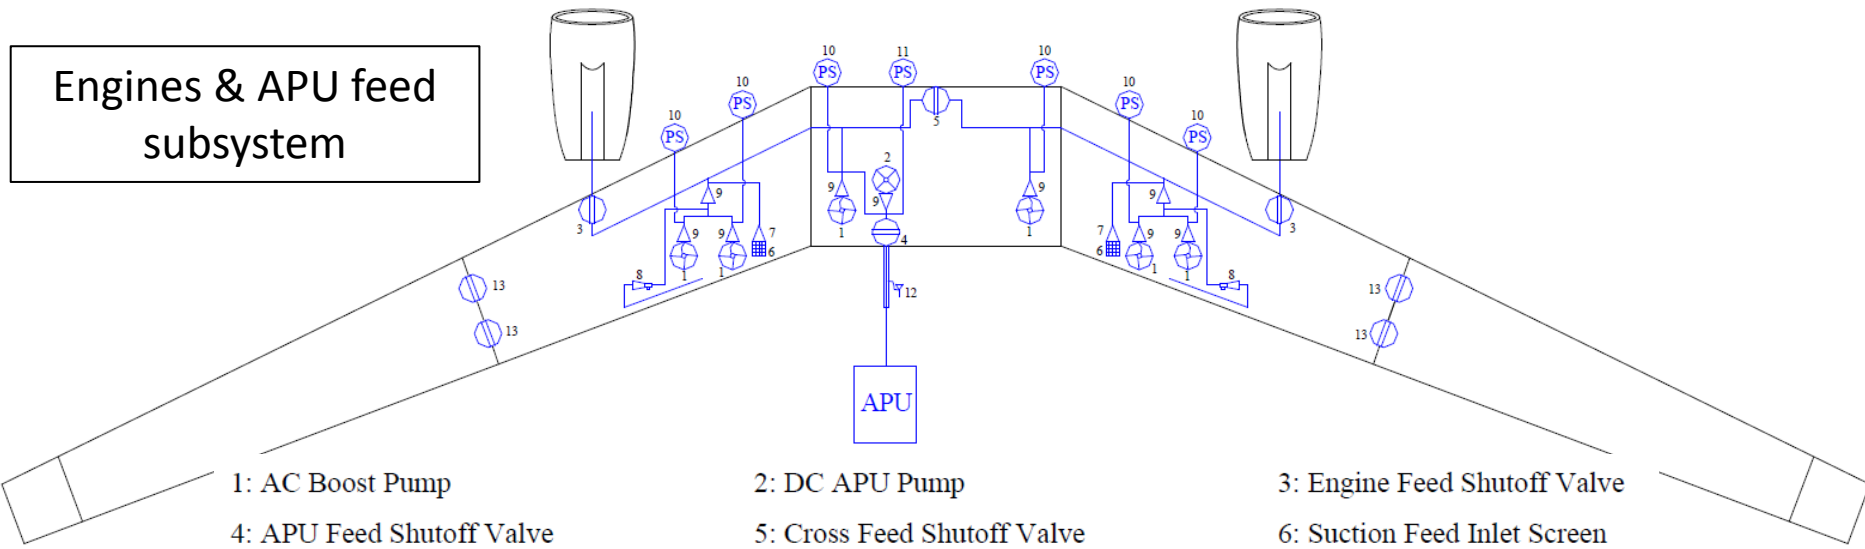 Engines & APU feed
subsystem
10
11
10
PS
PS
PS
10
10
PS
PS
5
10
10
PS
PS
2
9
9
9
9
9
9
3
1
4
1
3
9
9
7
6
7
6
9
9
1
1
1
1
8
8
13
12
13
13
13
APU
1: AC Boost Pump
2: DC APU Pump
3: Engine Feed Shutoff Valve
4: APU Feed Shutoff Valve
5: Cross Feed Shutoff Valve
6: Suction Feed Inlet Screen